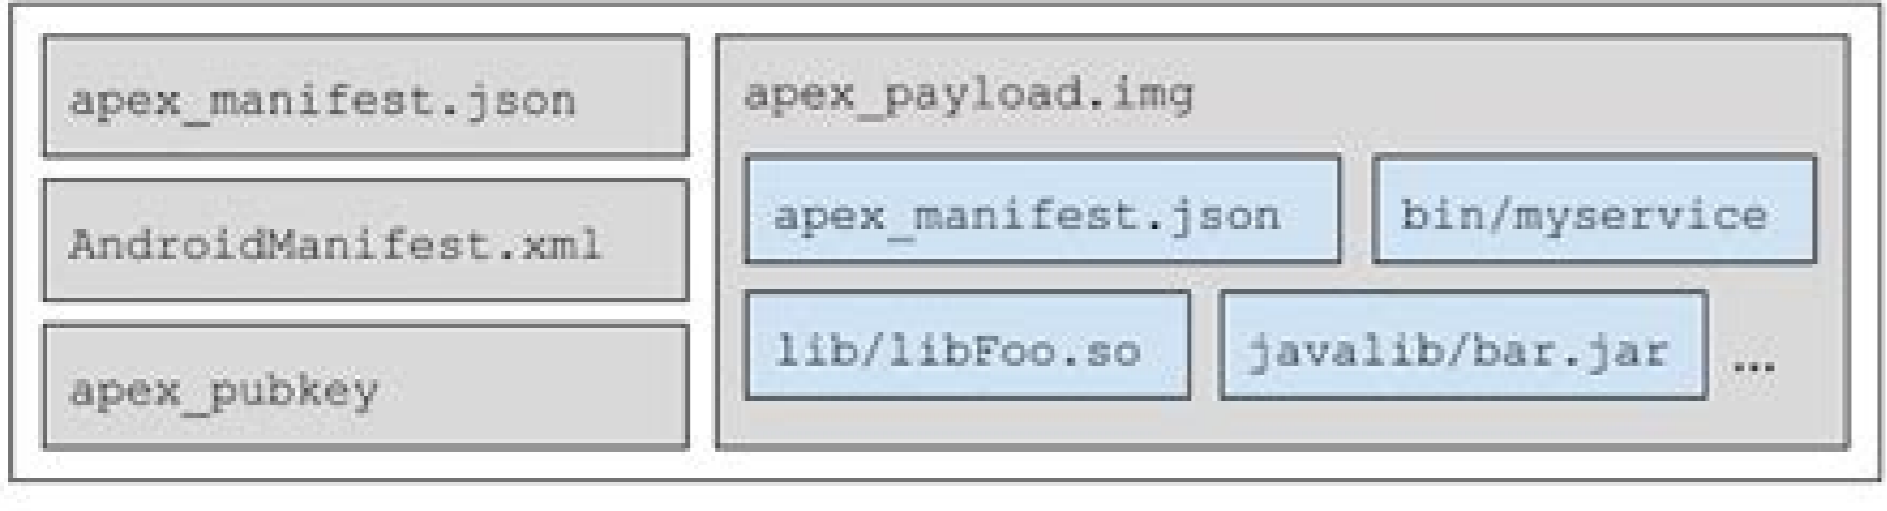 apex_manifest.json
AndroidManifest.xml
apex_pubkey
apex_payload.img
apex_manifest.json
bin/myservice
lib/libFoo.so
javalib/bar.jar
...